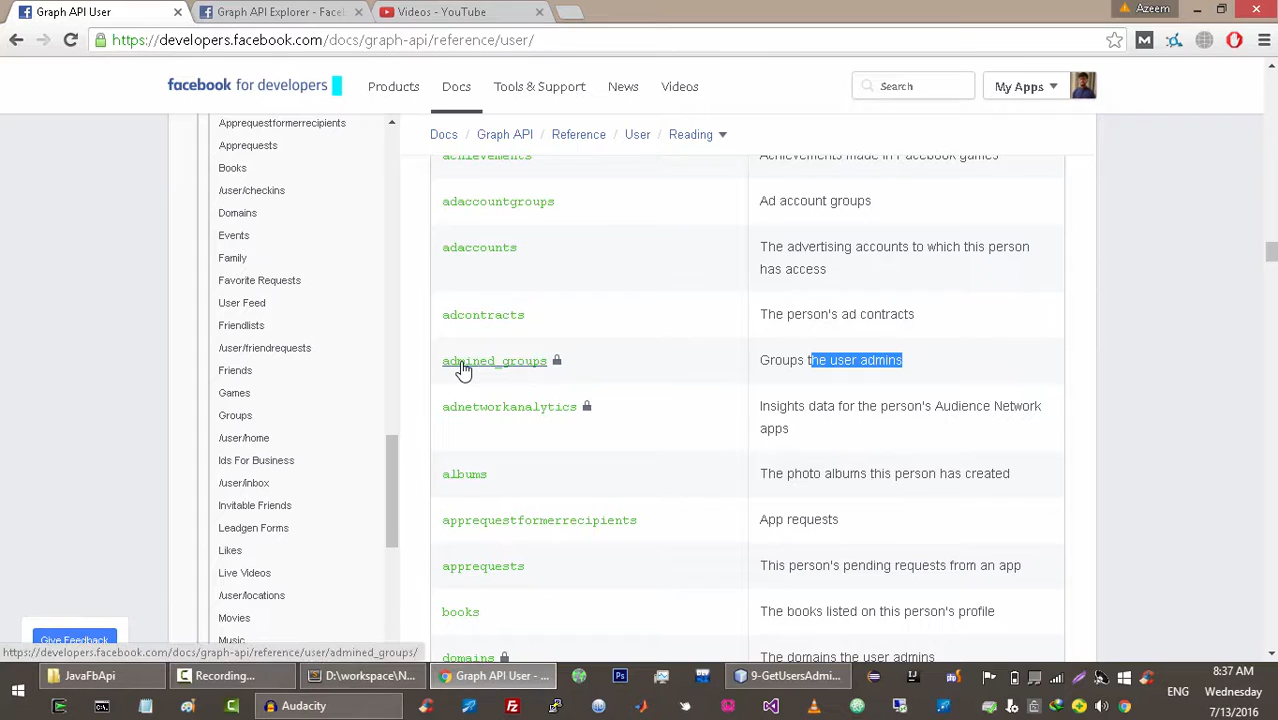 Graph API User
Graph API Explorer - Faceb
Videos - YouTube
Azeem
https://developers.facebook.com/docs/graph-api/reference/user/
facebook for developers
Products
Docs
Tools & Support
News
Videos
Search
My Apps
Docs / Graph API / Reference / User / Reading
Apprequestformerrecipients
Apprequests
Books
/user/checkins
Domains
Events
Family
Favorite Requests
User Feed
Friendlists
/user/friendrequests
Friends
Games
Groups
/user/home
Ids For Business
/user/inbox
Invitable Friends
Leadgen Forms
Likes
Live Videos
/user/locations
Movies
Music
achievements
Achievements made in Facebook games
adaccountgroups
Ad account groups
adaccounts
The advertising accounts to which this person
has access
adcontracts
The person's ad contracts
admined_groups
Groups the user admins
adnetworkanalytics
Insights data for the person's Audience Network
apps
albums
The photo albums this person has created
apprequestformerrecipients
App requests
apprequests
This person's pending requests from an app
books
The books listed on this person's profile
domains
The domains the user admins
Give Feedback
https://developers.facebook.com/docs/graph-api/reference/user/admined_groups/
JavaFbApi
Recording...
D:\workspace\N...
Graph API User - ...
9-GetUsersAdmi...
Audacity
ENG
8:37 AM
Wednesday
7/13/2016